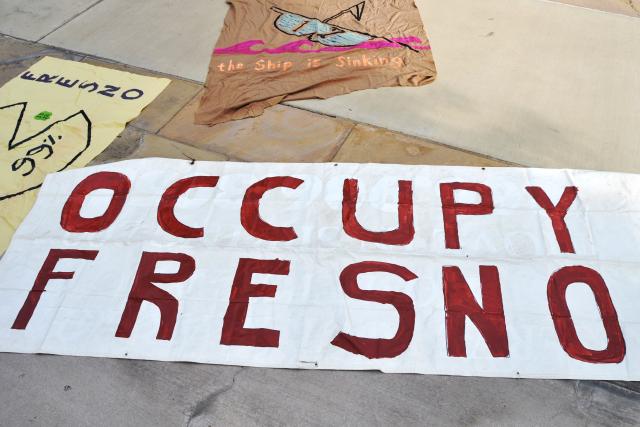 the Ship is Sinking
FRESNO
99%
OCCUPY
FRESNO